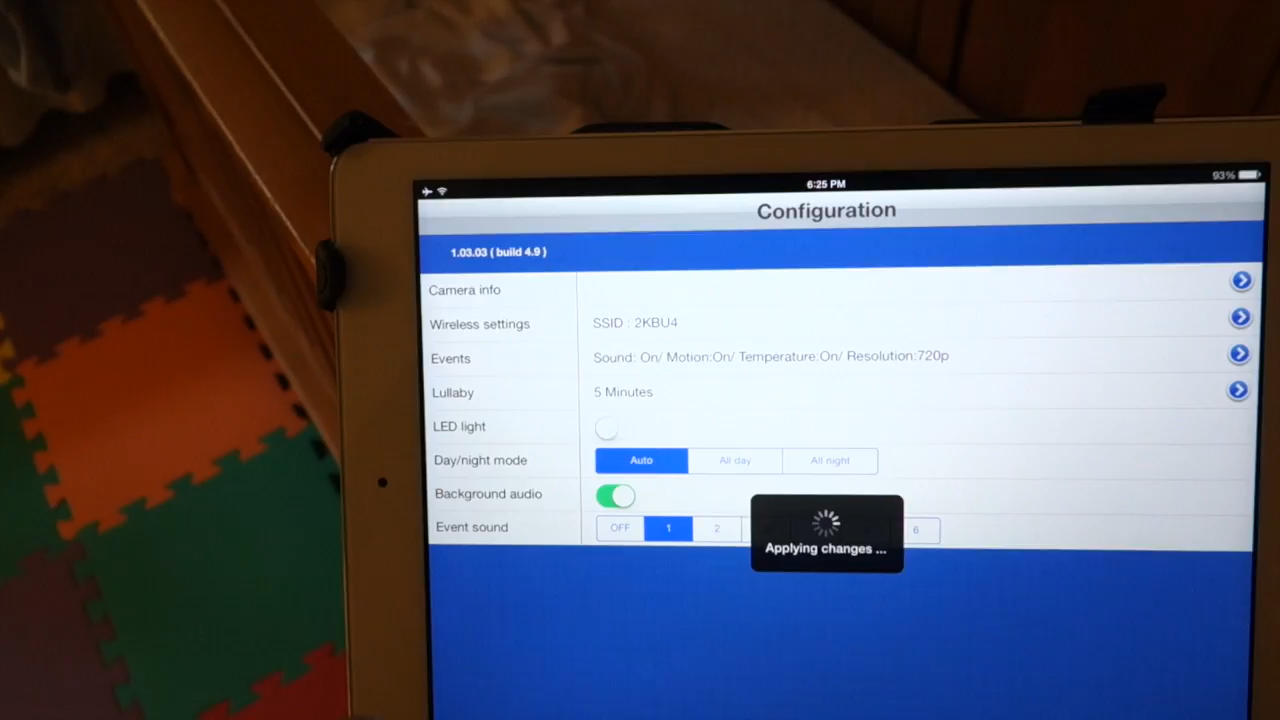 6:25 PM
93%
Configuration
1.03.03 ( build 4.9 )
Camera info
Wireless settings SSID : 2KBU4
Events Sound: On/ Motion:On/ Temperature:On/ Resolution:720p
Lullaby 5 Minutes
LED light
Day/night mode Auto All day All night
Background audio
Event sound OFF 1 2 6
Applying changes ...